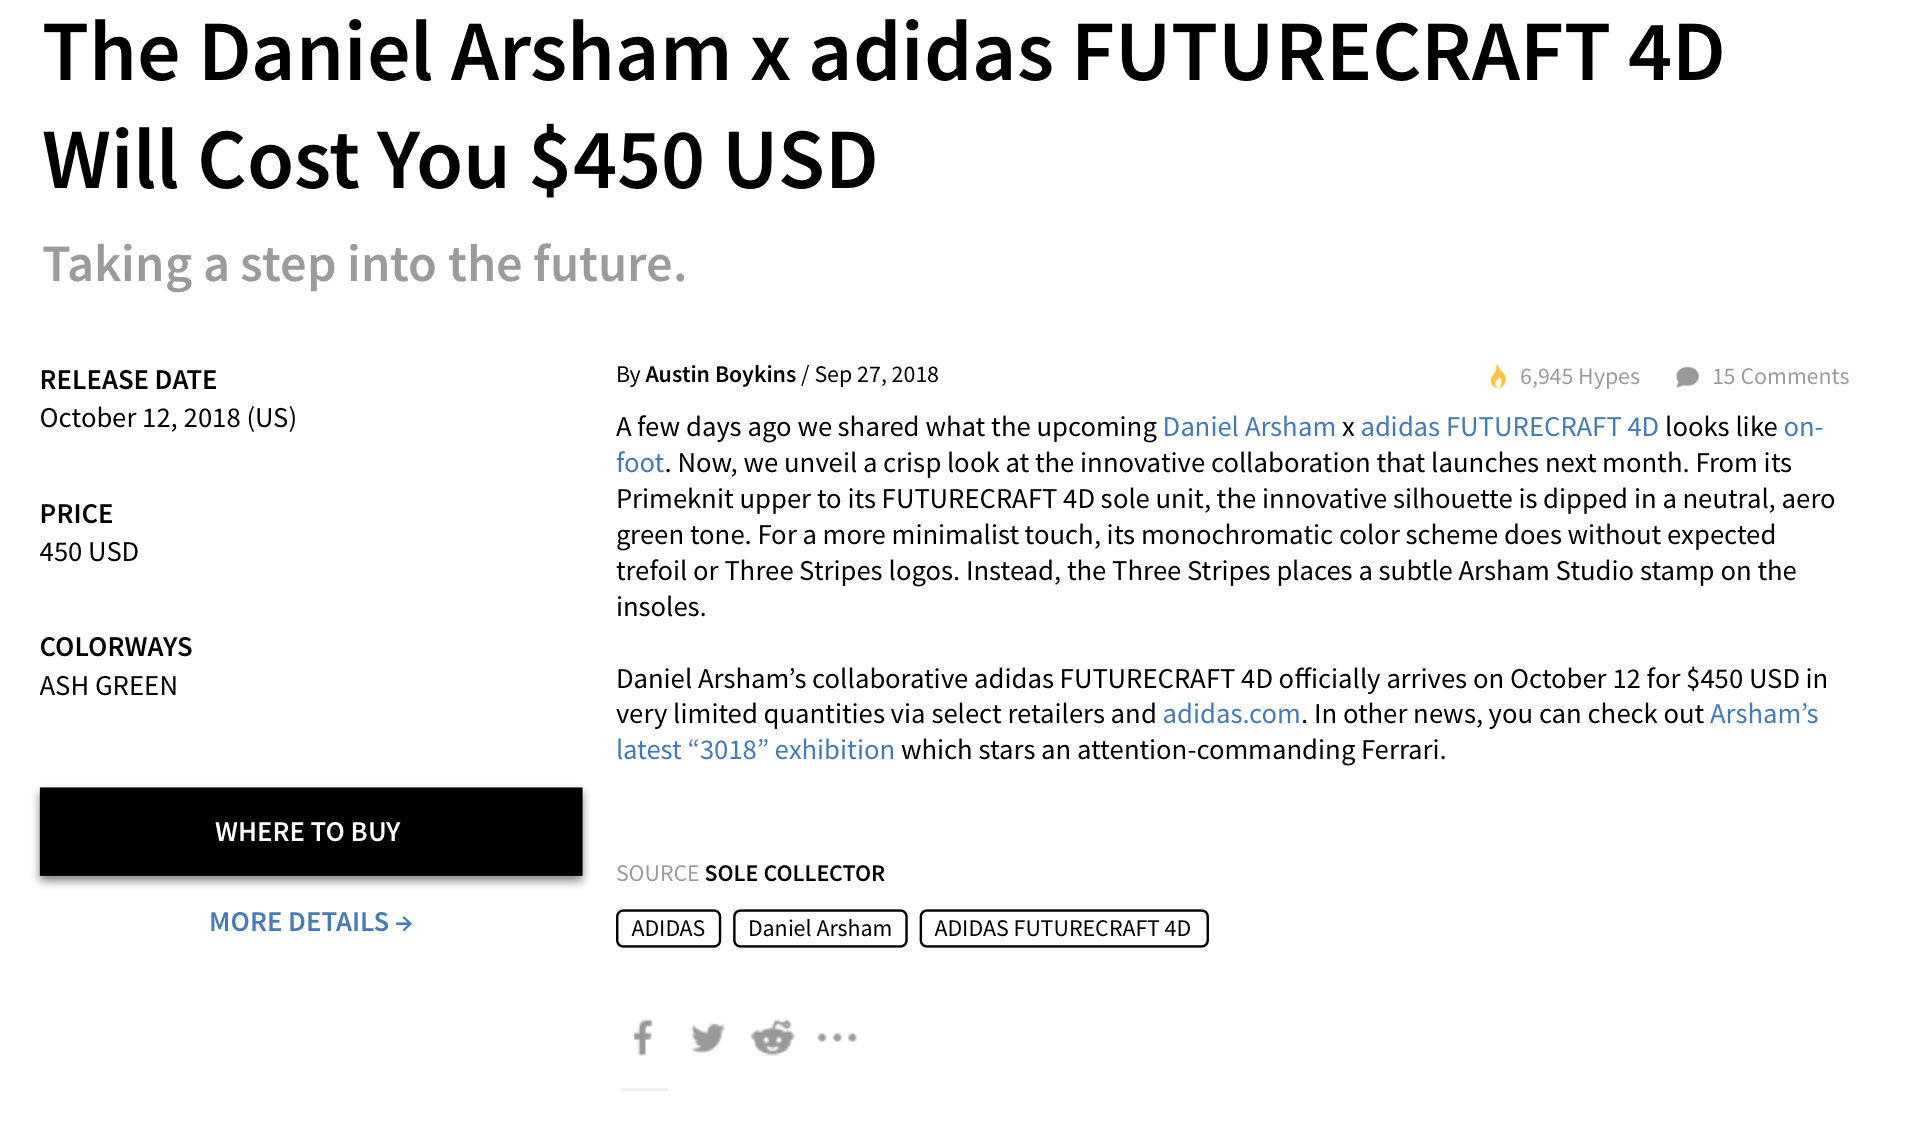 The Daniel Arsham x adidas FUTURECRAFT 4D
Will Cost You $450 USD
Taking a step into the future.
RELEASE DATE
October 12, 2018 (US)
PRICE
450 USD
COLORWAYS
ASH GREEN
WHERE TO BUY
MORE DETAILS →
By Austin Boykins / Sep 27, 2018
6,945 Hypes
15 Comments
A few days ago we shared what the upcoming Daniel Arsham x adidas FUTURECRAFT 4D looks like on-
foot. Now, we unveil a crisp look at the innovative collaboration that launches next month. From its
Primeknit upper to its FUTURECRAFT 4D sole unit, the innovative silhouette is dipped in a neutral, aero
green tone. For a more minimalist touch, its monochromatic color scheme does without expected
trefoil or Three Stripes logos. Instead, the Three Stripes places a subtle Arsham Studio stamp on the
insoles.
Daniel Arsham’s collaborative adidas FUTURECRAFT 4D officially arrives on October 12 for $450 USD in
very limited quantities via select retailers and adidas.com. In other news, you can check out Arsham’s
latest “3018” exhibition which stars an attention-commanding Ferrari.
SOURCE SOLE COLLECTOR
ADIDAS
Daniel Arsham
ADIDAS FUTURECRAFT 4D